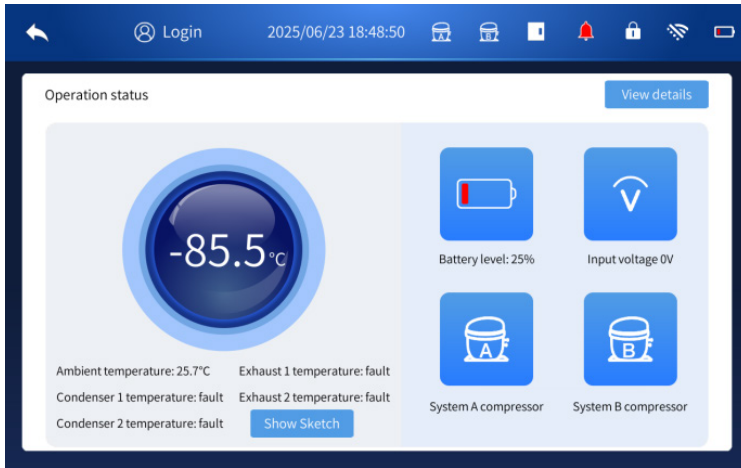 Login
2025/06/23 18:48:50
A
B
Operation status
View details
-85.5°C
Battery level: 25%
V
Input voltage 0V
Ambient temperature: 25.7°C
Exhaust 1 temperature: fault
Condenser 1 temperature: fault
Exhaust 2 temperature: fault
Condenser 2 temperature: fault
Show Sketch
A
System A compressor
B
System B compressor